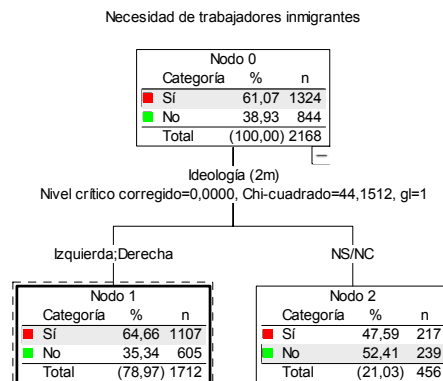 Necesidad de trabajadores inmigrantes
Nodo 0
Categoría % n
Sí 61,07 1324
No 38,93 844
Total (100,00) 2168
Ideología (2m)
Nivel crítico corregido=0,0000, Chi-cuadrado=44,1512, gl=1
Izquierda;Derecha
NS/NC
Nodo 1
Categoría % n
Sí 64,66 1107
No 35,34 605
Total (78,97) 1712
Nodo 2
Categoría % n
Sí 47,59 217
No 52,41 239
Total (21,03) 456